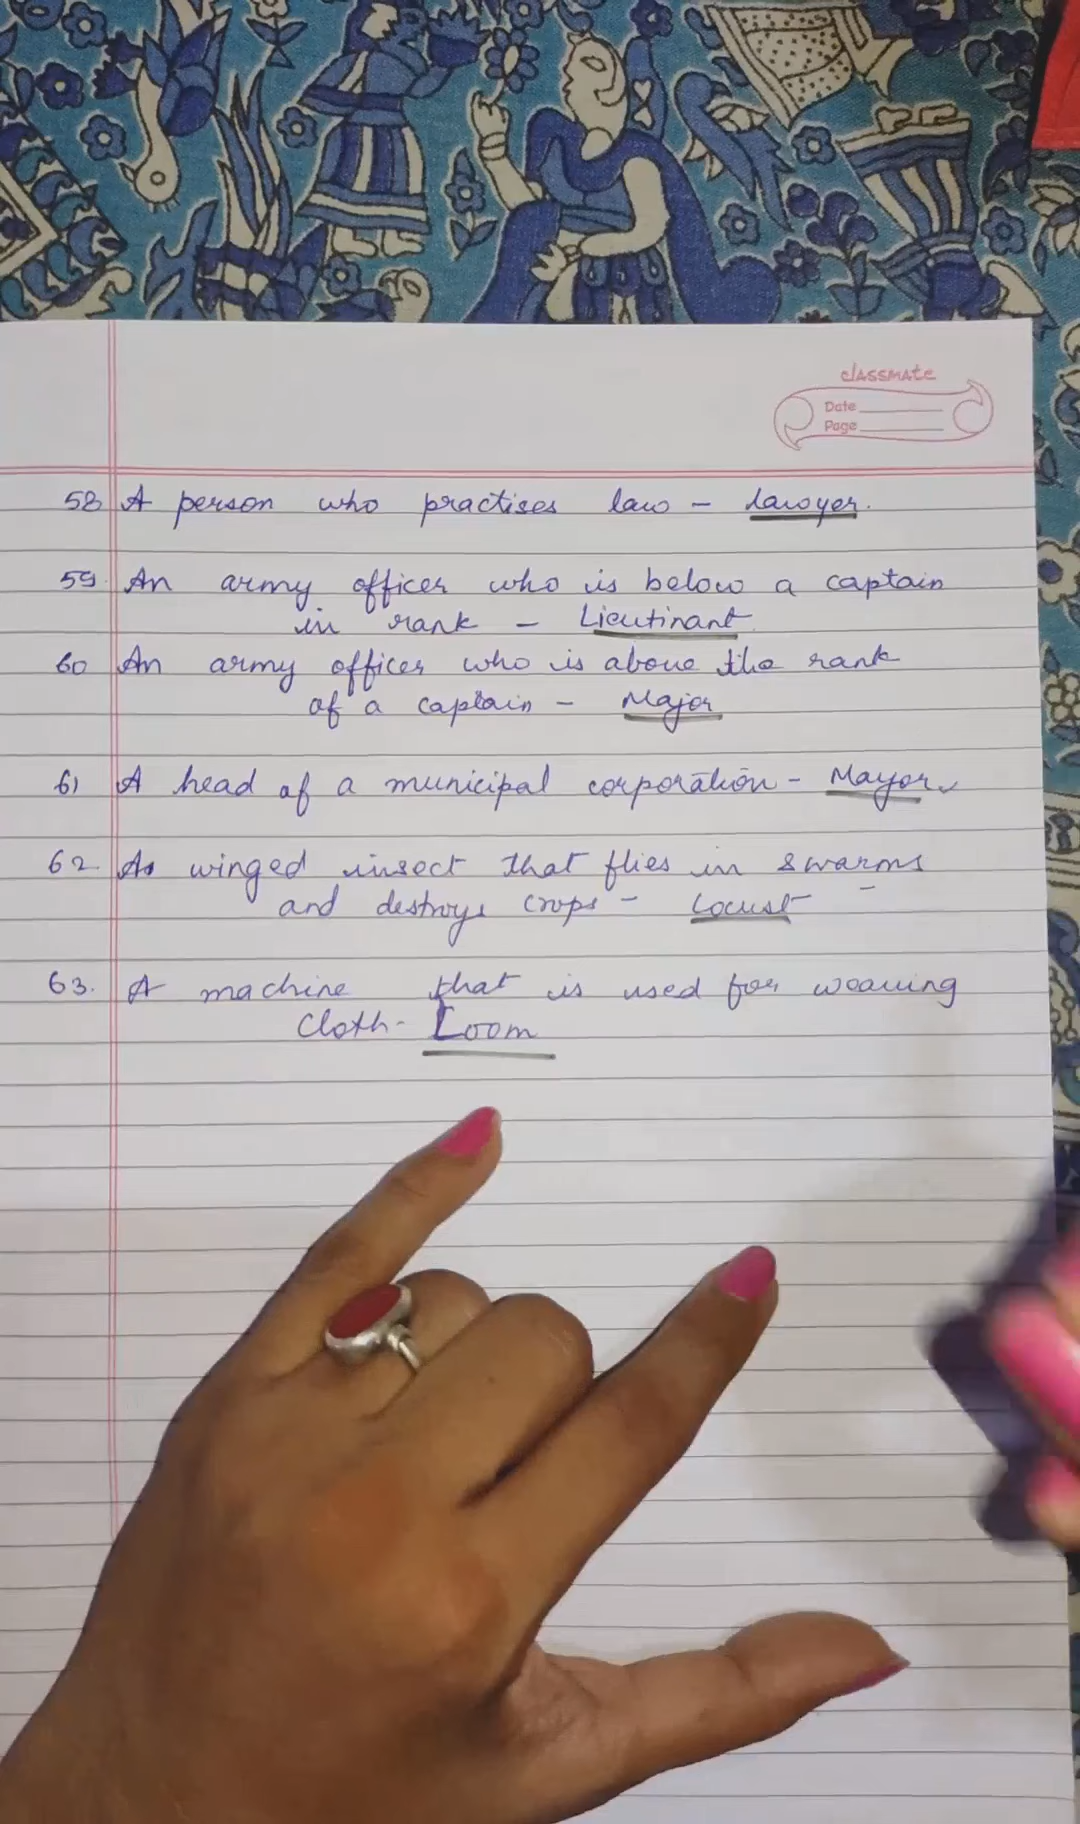 classmate
Date
Page
58 A person who practises law - Lawyer.
59. An army officer who is below a captain
in rank - Lieutinant
60 An army officer who is above the rank
of a captain - Major
61 A head of a municipal corporation - Mayor
62. A winged insect that flies in swarms
and destroys crops - Locust
63. A machine that is used for weaving
Cloth - Loom